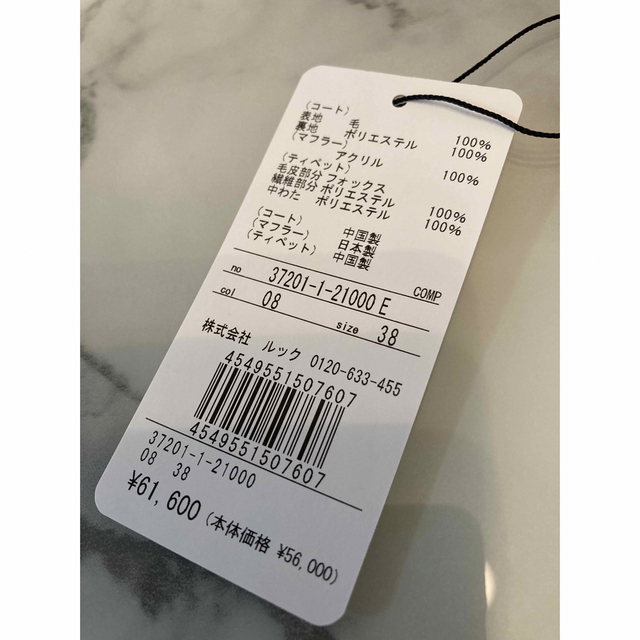 (コート)
表地 毛 100%
裏地 ポリエステル 100%
(マフラー)
アクリル 100%
(ティペット)
毛皮部分 フォックス
繊維部分 ポリエステル 100%
中わた ポリエステル 100%
(コート) 中国製
(マフラー) 日本製
(ティペット) 中国製
no 37201-1-21000 E COMP
col 08 size 38
株式会社 ルック 0120-633-455
4549551507607
4549551507607
37201-1-21000
08 38
¥61,600 (本体価格 ¥56,000)